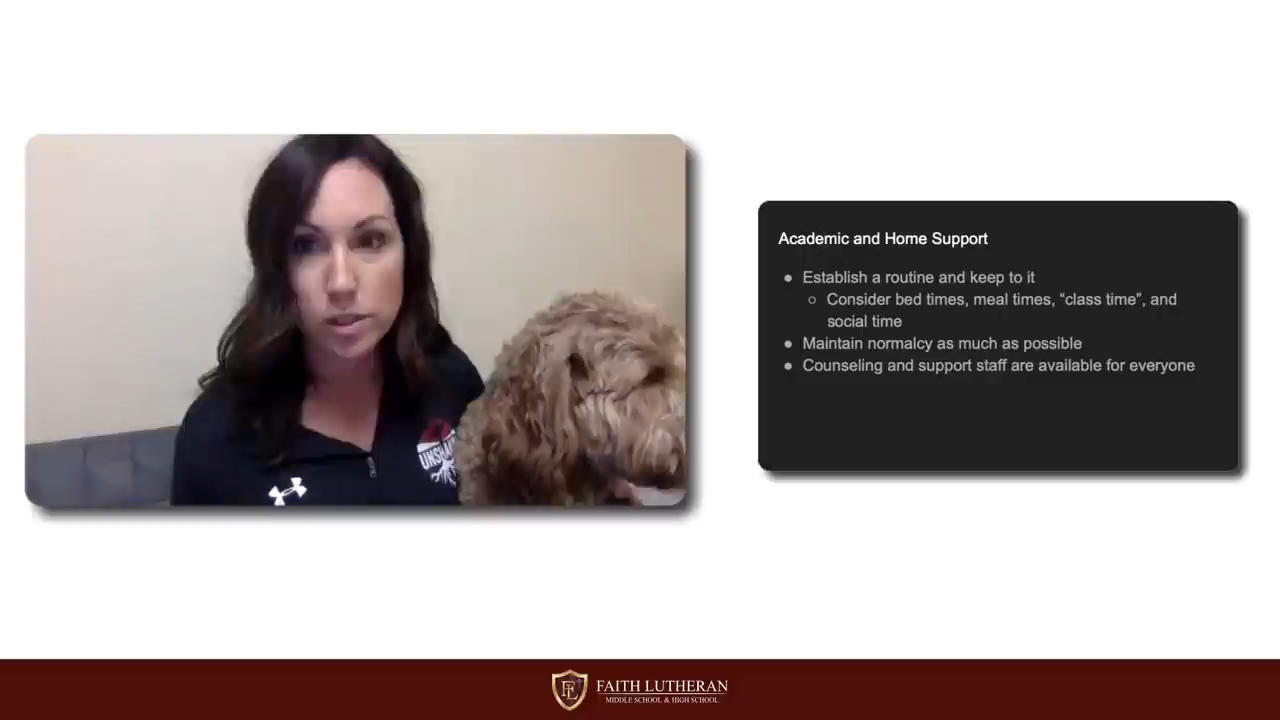 Academic and Home Support
● Establish a routine and keep to it
○ Consider bed times, meal times, “class time”, and
social time
● Maintain normalcy as much as possible
● Counseling and support staff are available for everyone
FL
FAITH LUTHERAN
MIDDLE SCHOOL & HIGH SCHOOL